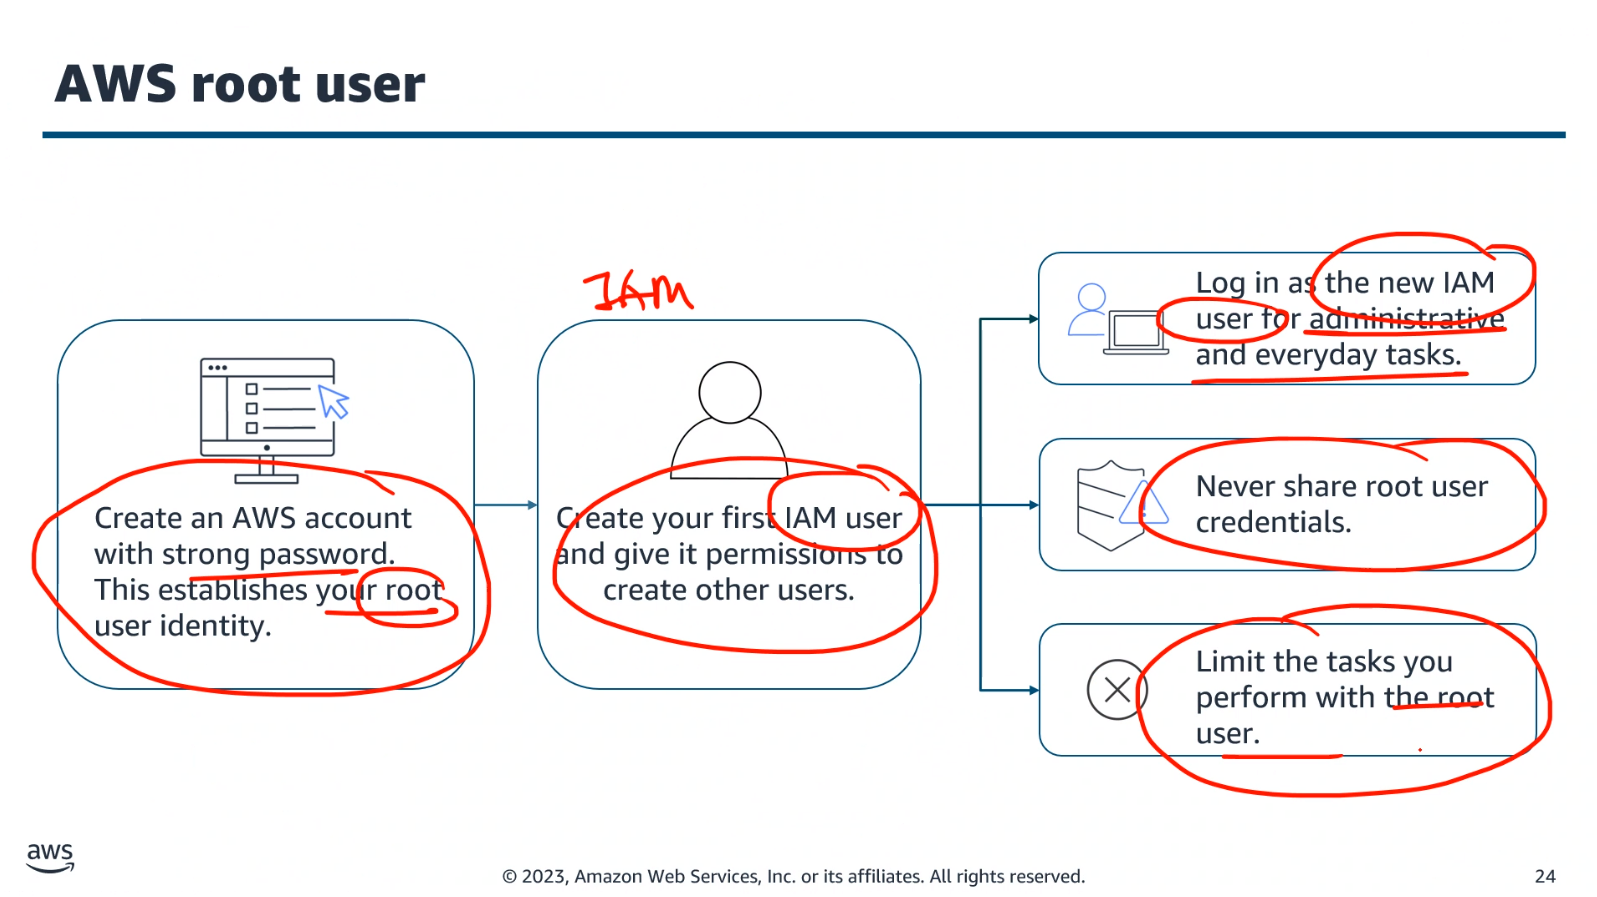 AWS root user
IAM
Create an AWS account
with strong password.
This establishes your root
user identity.
Create your first IAM user
and give it permissions to
create other users.
Log in as the new IAM
user for administrative
and everyday tasks.
Never share root user
credentials.
Limit the tasks you
perform with the root
user.
aws
© 2023, Amazon Web Services, Inc. or its affiliates. All rights reserved.
24